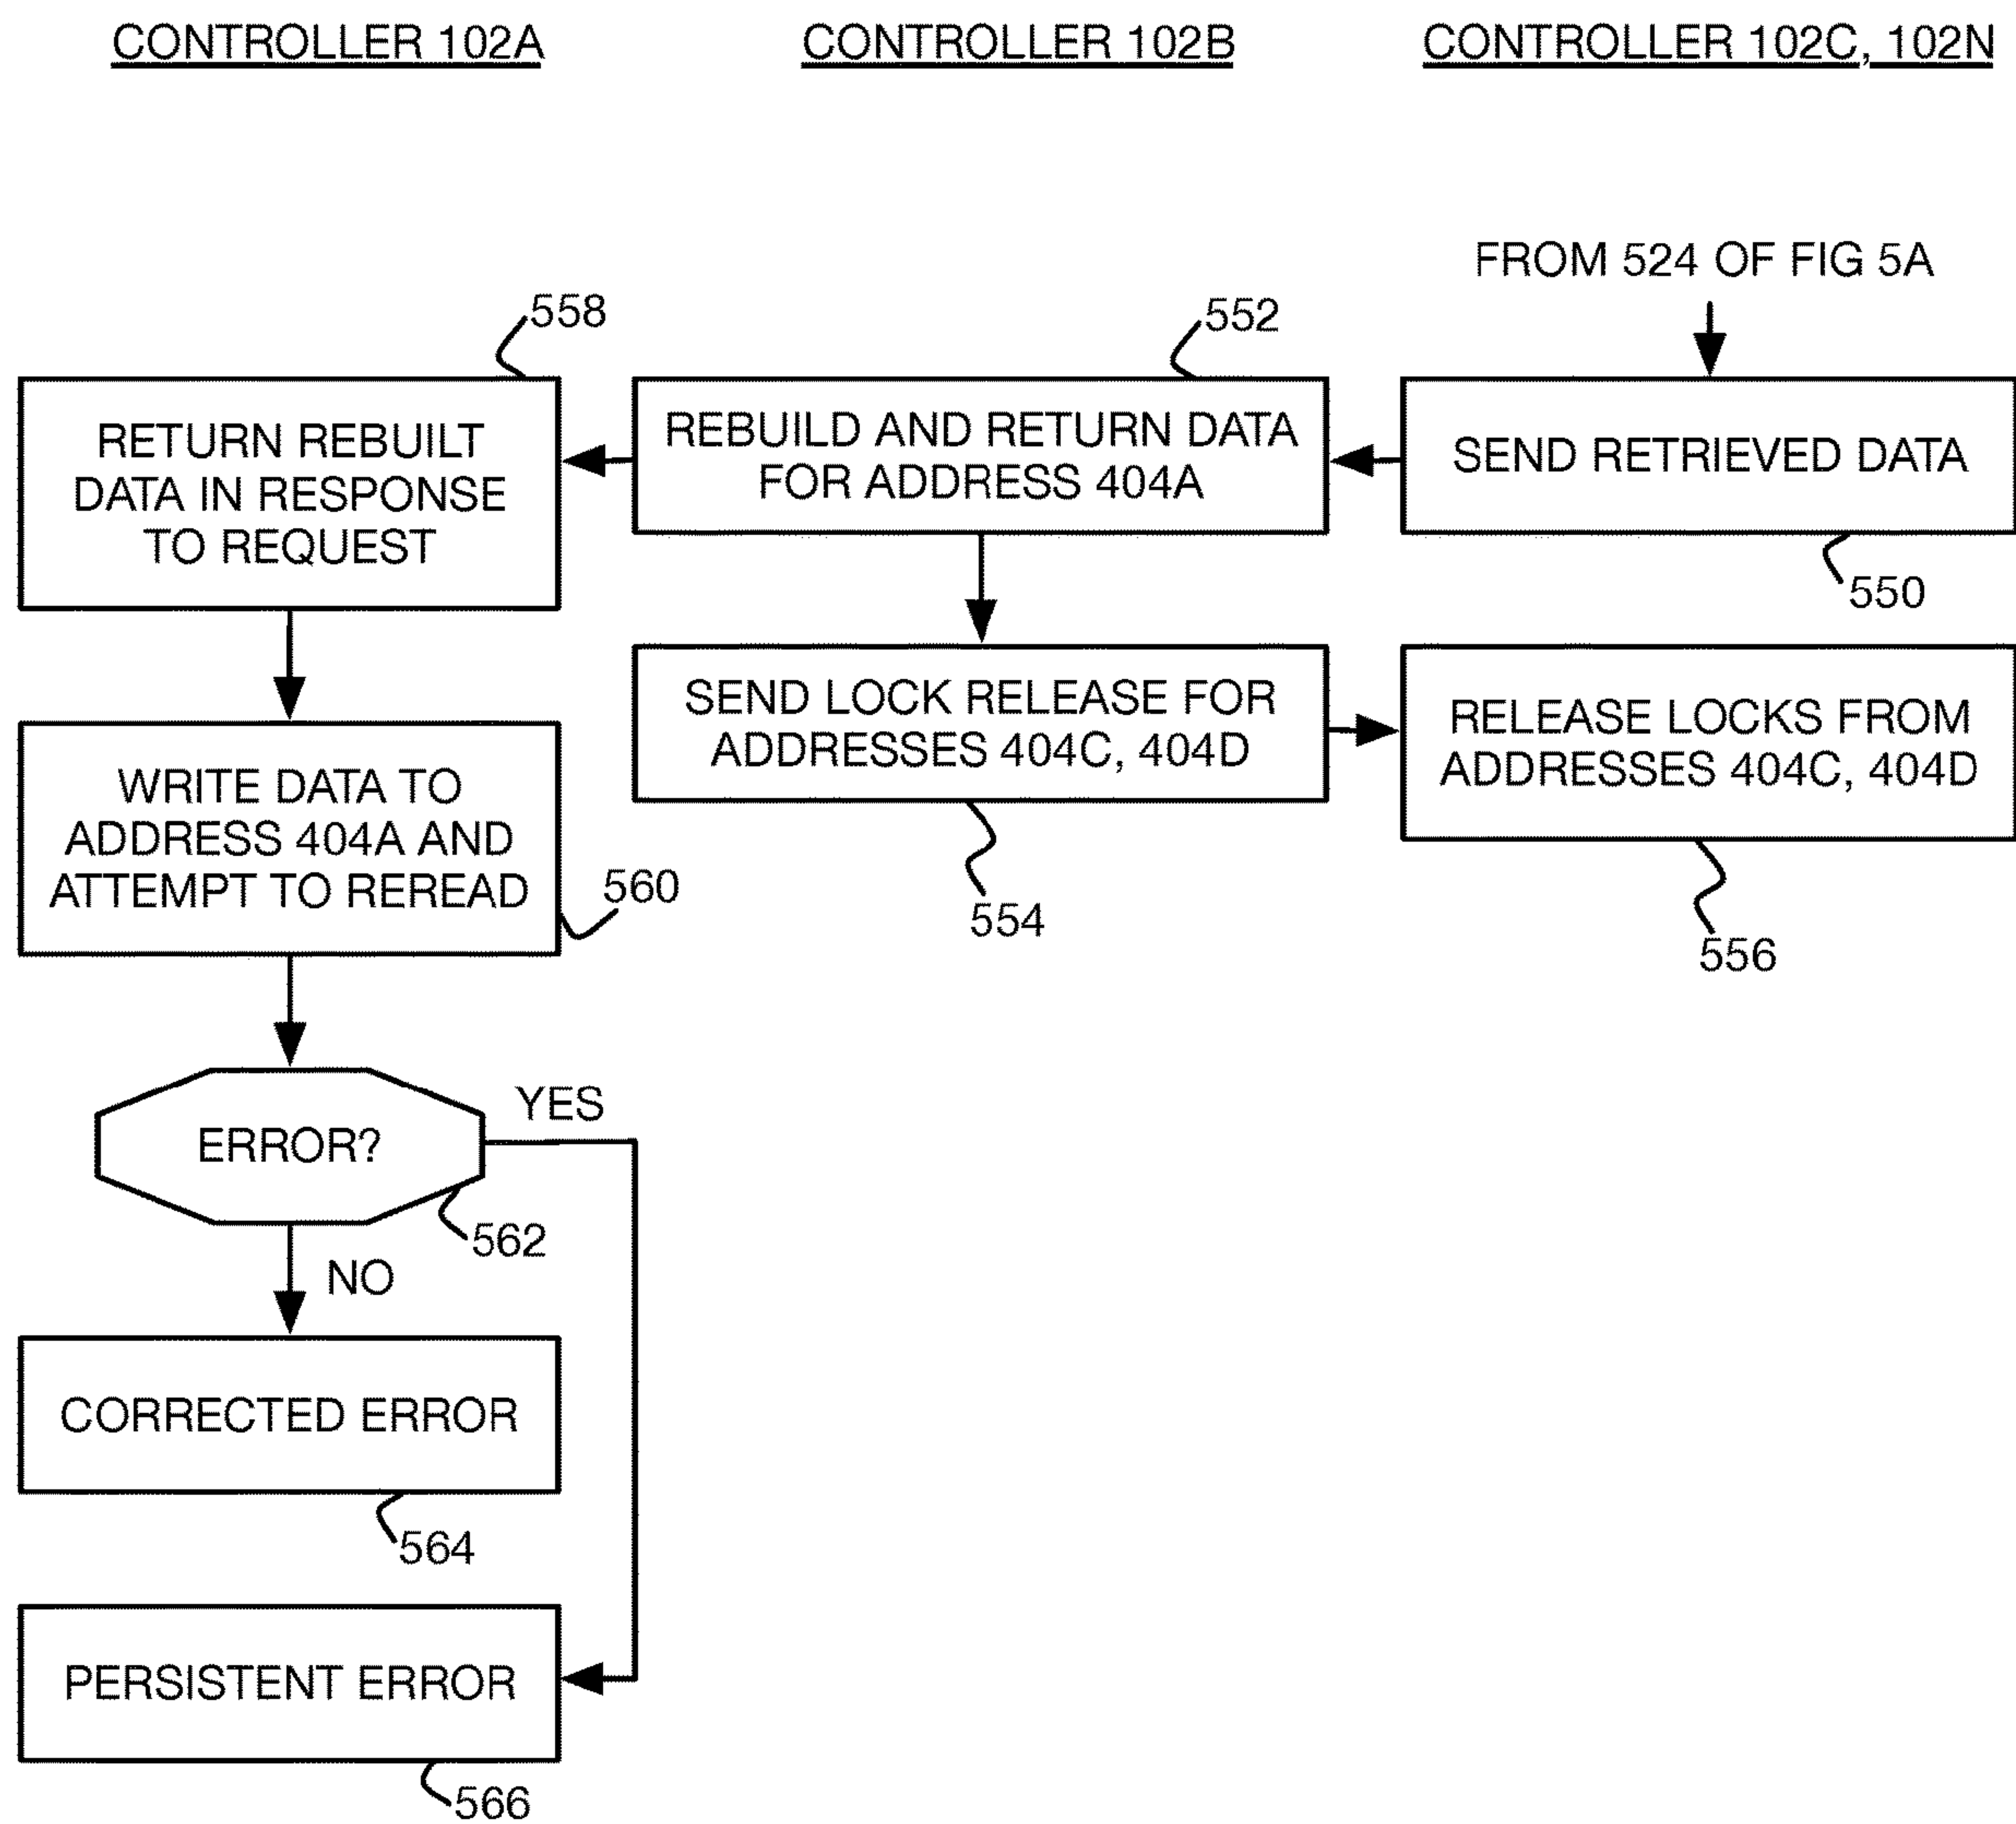 CONTROLLER 102A
CONTROLLER 102B
CONTROLLER 102C, 102N
FROM 524 OF FIG 5A
558
552
RETURN REBUILT
DATA IN RESPONSE
TO REQUEST
REBUILD AND RETURN DATA
FOR ADDRESS 404A
SEND RETRIEVED DATA
550
SEND LOCK RELEASE FOR
ADDRESSES 404C, 404D
RELEASE LOCKS FROM
ADDRESSES 404C, 404D
WRITE DATA TO
ADDRESS 404A AND
ATTEMPT TO REREAD
560
554
556
ERROR?
YES
562
NO
CORRECTED ERROR
564
PERSISTENT ERROR
566